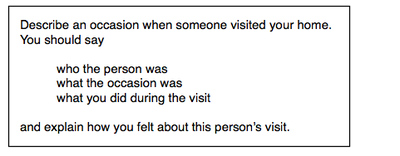 Describe an occasion when someone visited your home.
You should say
who the person was
what the occasion was
what you did during the visit
and explain how you felt about this person's visit.